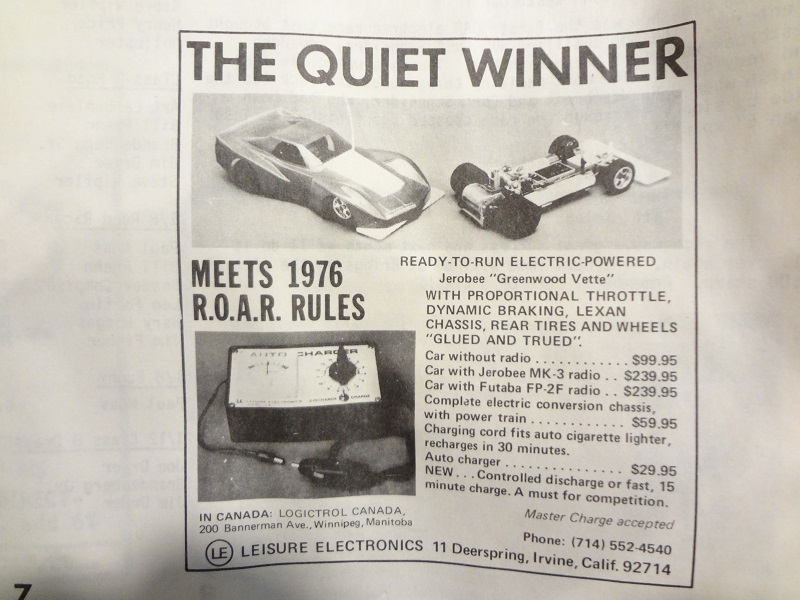 THE QUIET WINNER
MEETS 1976
R.O.A.R. RULES
READY-TO-RUN ELECTRIC-POWERED
Jerobee "Greenwood Vette"
WITH PROPORTIONAL THROTTLE,
DYNAMIC BRAKING, LEXAN
CHASSIS, REAR TIRES AND WHEELS
"GLUED AND TRUED".
Car without radio . . . . . . . . . . . $99.95
Car with Jerobee MK-3 radio . . $239.95
Car with Futaba FP-2F radio . . $239.95
Complete electric conversion chassis,
with power train . . . . . . . . . . . . $59.95
Charging cord fits auto cigarette lighter,
recharges in 30 minutes.
Auto charger . . . . . . . . . . . . . . . $29.95
NEW . . . Controlled discharge or fast, 15
minute charge. A must for competition.
Master Charge accepted
AUTO CHARGER
LE LEISURE ELECTRONICS DISCHARGE CHARGE
IN CANADA: LOGICTROL CANADA,
200 Bannerman Ave., Winnipeg, Manitoba
Phone: (714) 552-4540
LE LEISURE ELECTRONICS 11 Deerspring, Irvine, Calif. 92714
7